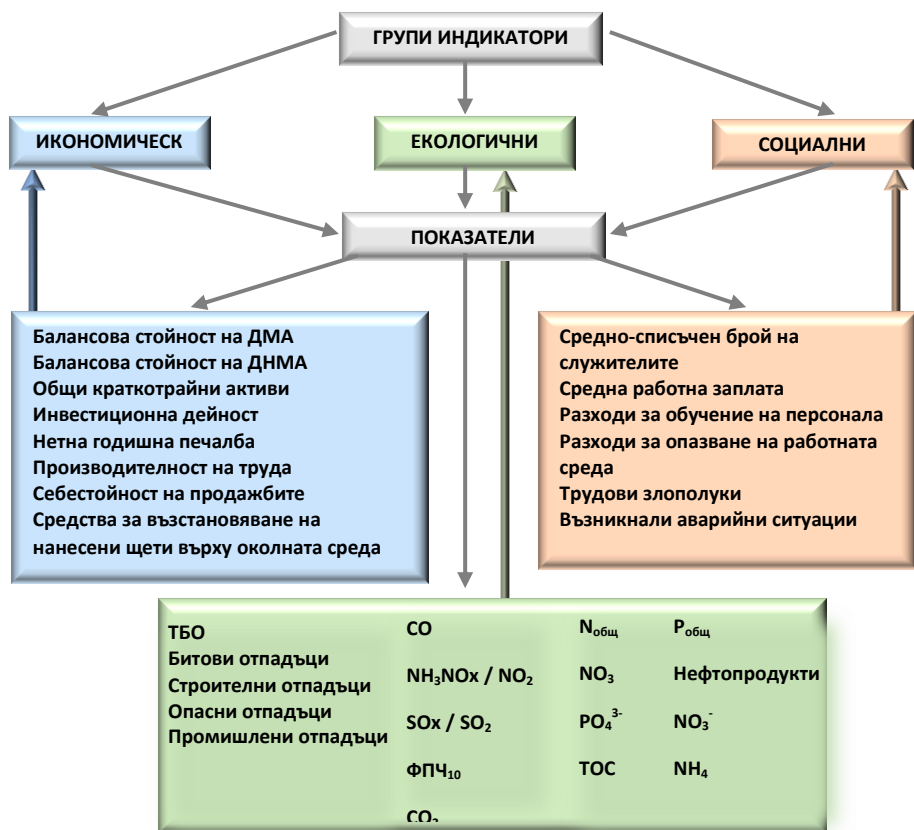 ГРУПИ ИНДИКАТОРИ
ИКОНОМИЧЕСК
ЕКОЛОГИЧНИ
СОЦИАЛНИ
ПОКАЗАТЕЛИ
Балансова стойност на ДМА
Балансова стойност на ДНМА
Общи краткотрайни активи
Инвестиционна дейност
Нетна годишна печалба
Производителност на труда
Себестойност на продажбите
Средства за възстановяване на
нанесени щети върху околната среда
Средно-списъчен брой на
служителите
Средна работна заплата
Разходи за обучение на персонала
Разходи за опазване на работната
среда
Трудови злополуки
Възникнали аварийни ситуации
ТБО
Битови отпадъци
Строителни отпадъци
Опасни отпадъци
Промишлени отпадъци
CO
NH₃NOx / NO₂
SOx / SO₂
ФПЧ₁₀
CO₂
Nобщ
NO₃
PO₄³⁻
TOC
Pобщ
Нефтопродукти
NO₃⁻
NH₄